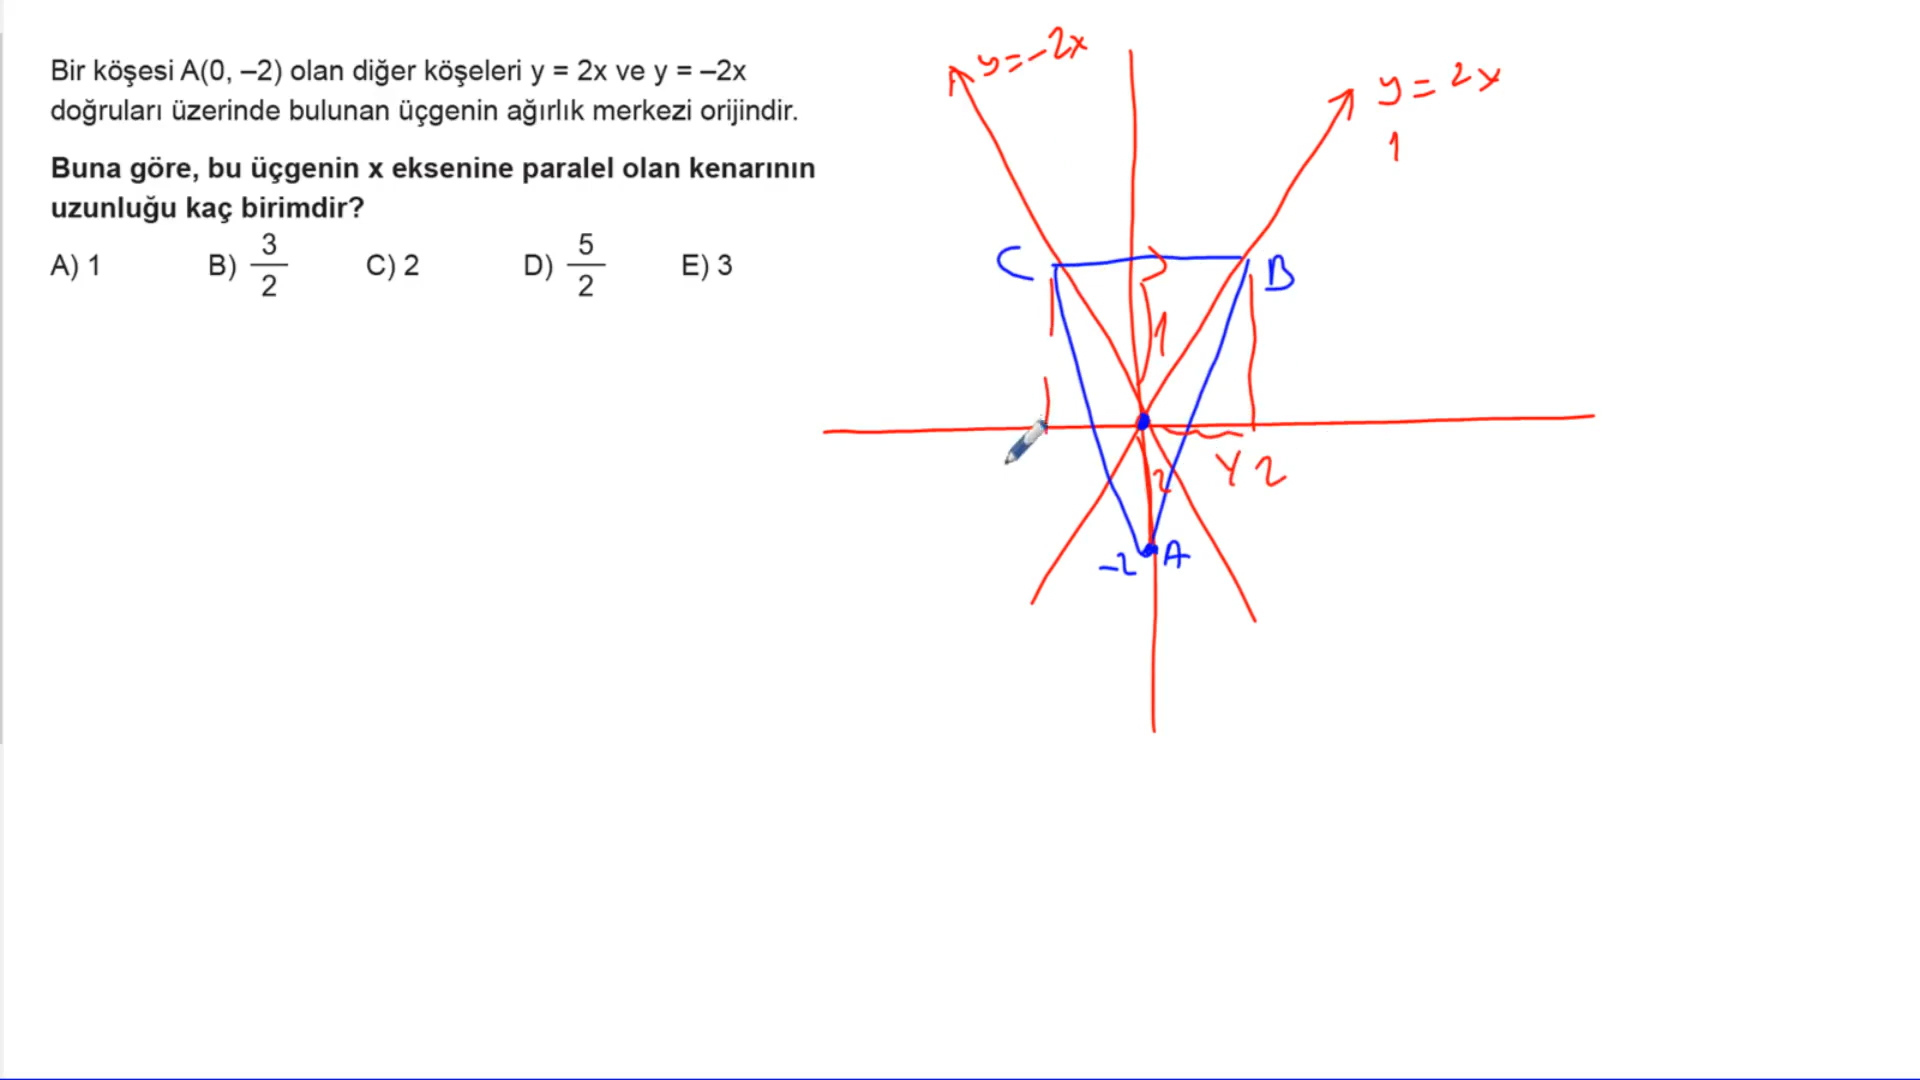 Bir köşesi A(0, –2) olan diğer köşeleri y = 2x ve y = –2x
doğruları üzerinde bulunan üçgenin ağırlık merkezi orijindir.
Buna göre, bu üçgenin x eksenine paralel olan kenarının
uzunluğu kaç birimdir?
A) 1 B) 3/2 C) 2 D) 5/2 E) 3
y=-2x
y=2x
1
C
B
1
2
2
-2 A